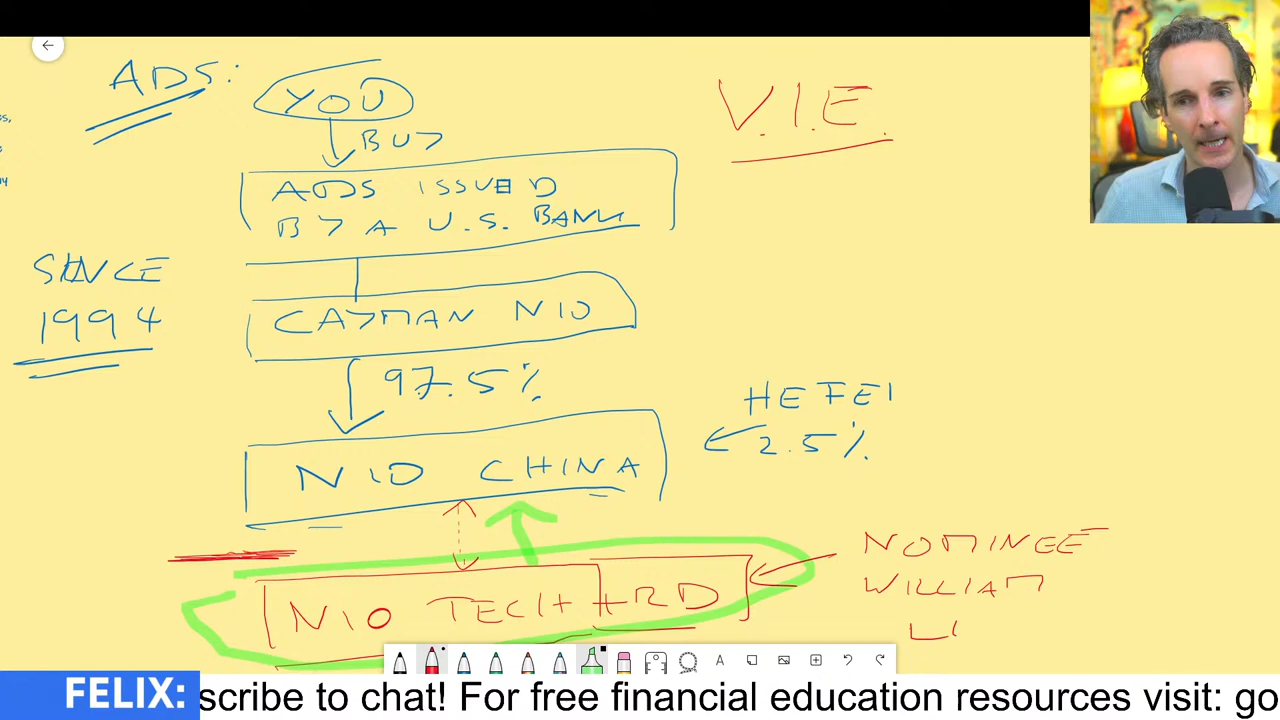 ADS:
YOU
BUY
V.I.E.
ADS ISSUED
BY A U.S. BANK
SINCE
1994
CAYMAN NIO
97.5%
HEFEI
2.5%
NIO CHINA
NOMINEE
WILLIAM
LI
NIO TECH + RD
A
FELIX:
scribe to chat! For free financial education resources visit: go